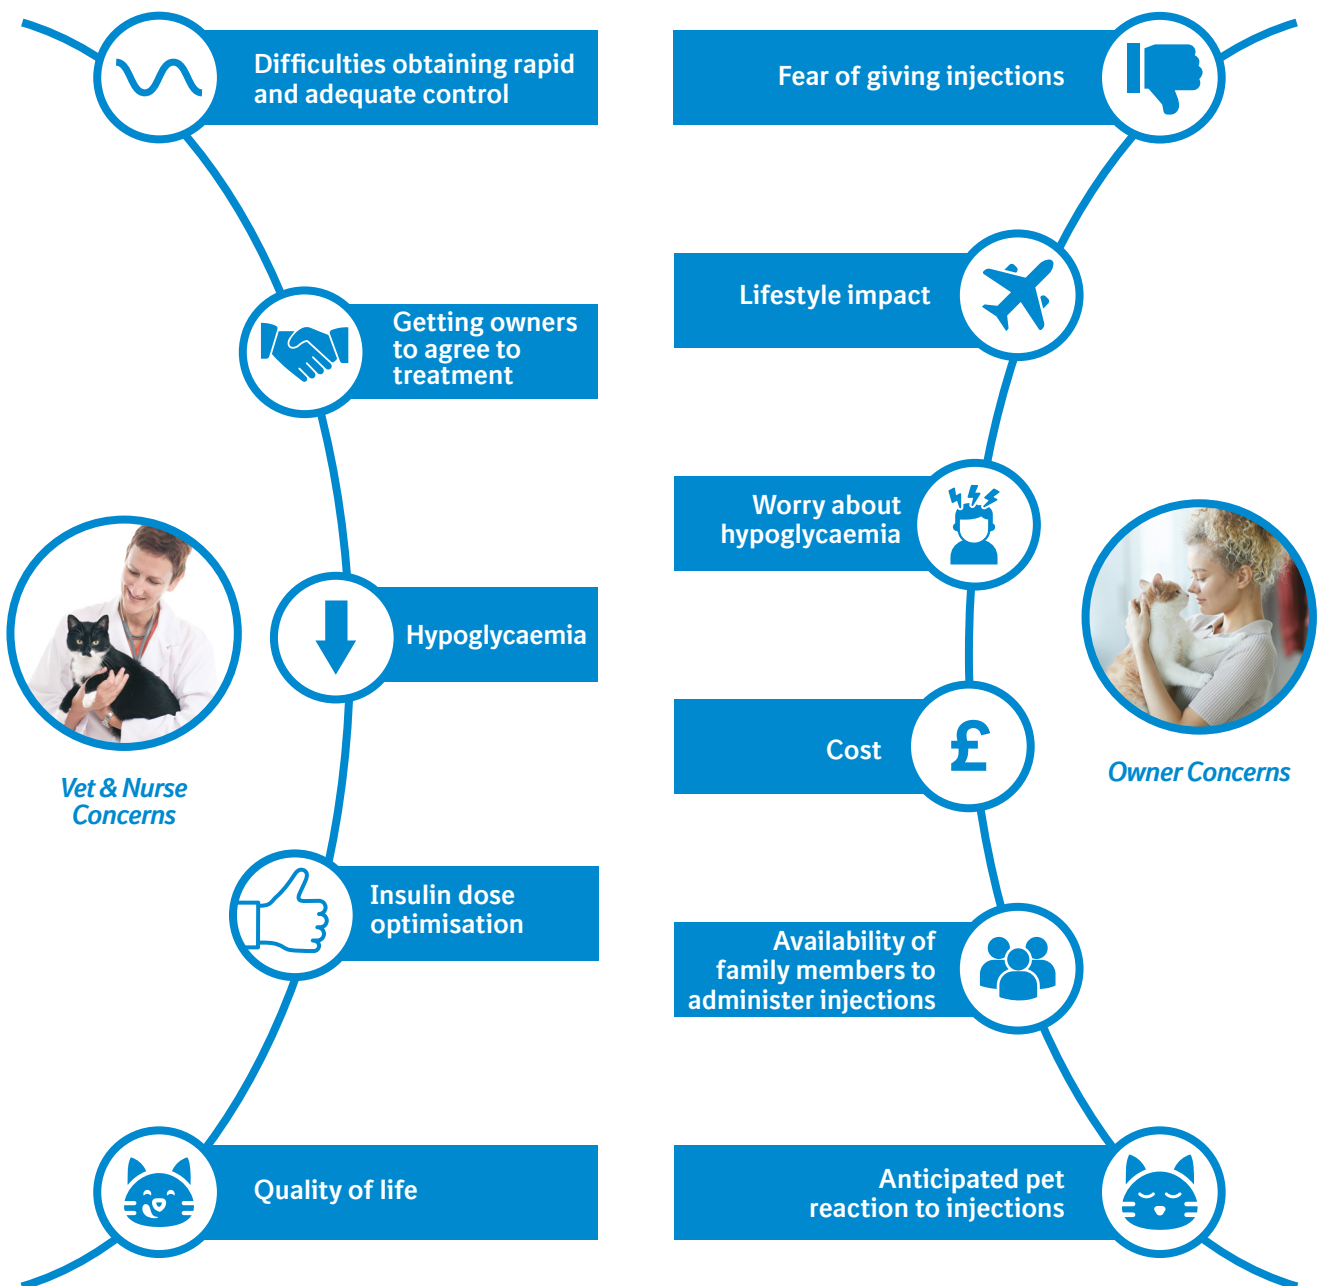 Difficulties obtaining rapid
and adequate control
Getting owners
to agree to
treatment
Hypoglycaemia
Vet & Nurse
Concerns
Insulin dose
optimisation
Quality of life
Fear of giving injections
Lifestyle impact
Worry about
hypoglycaemia
Cost
£
Owner Concerns
Availability of
family members to
administer injections
Anticipated pet
reaction to injections